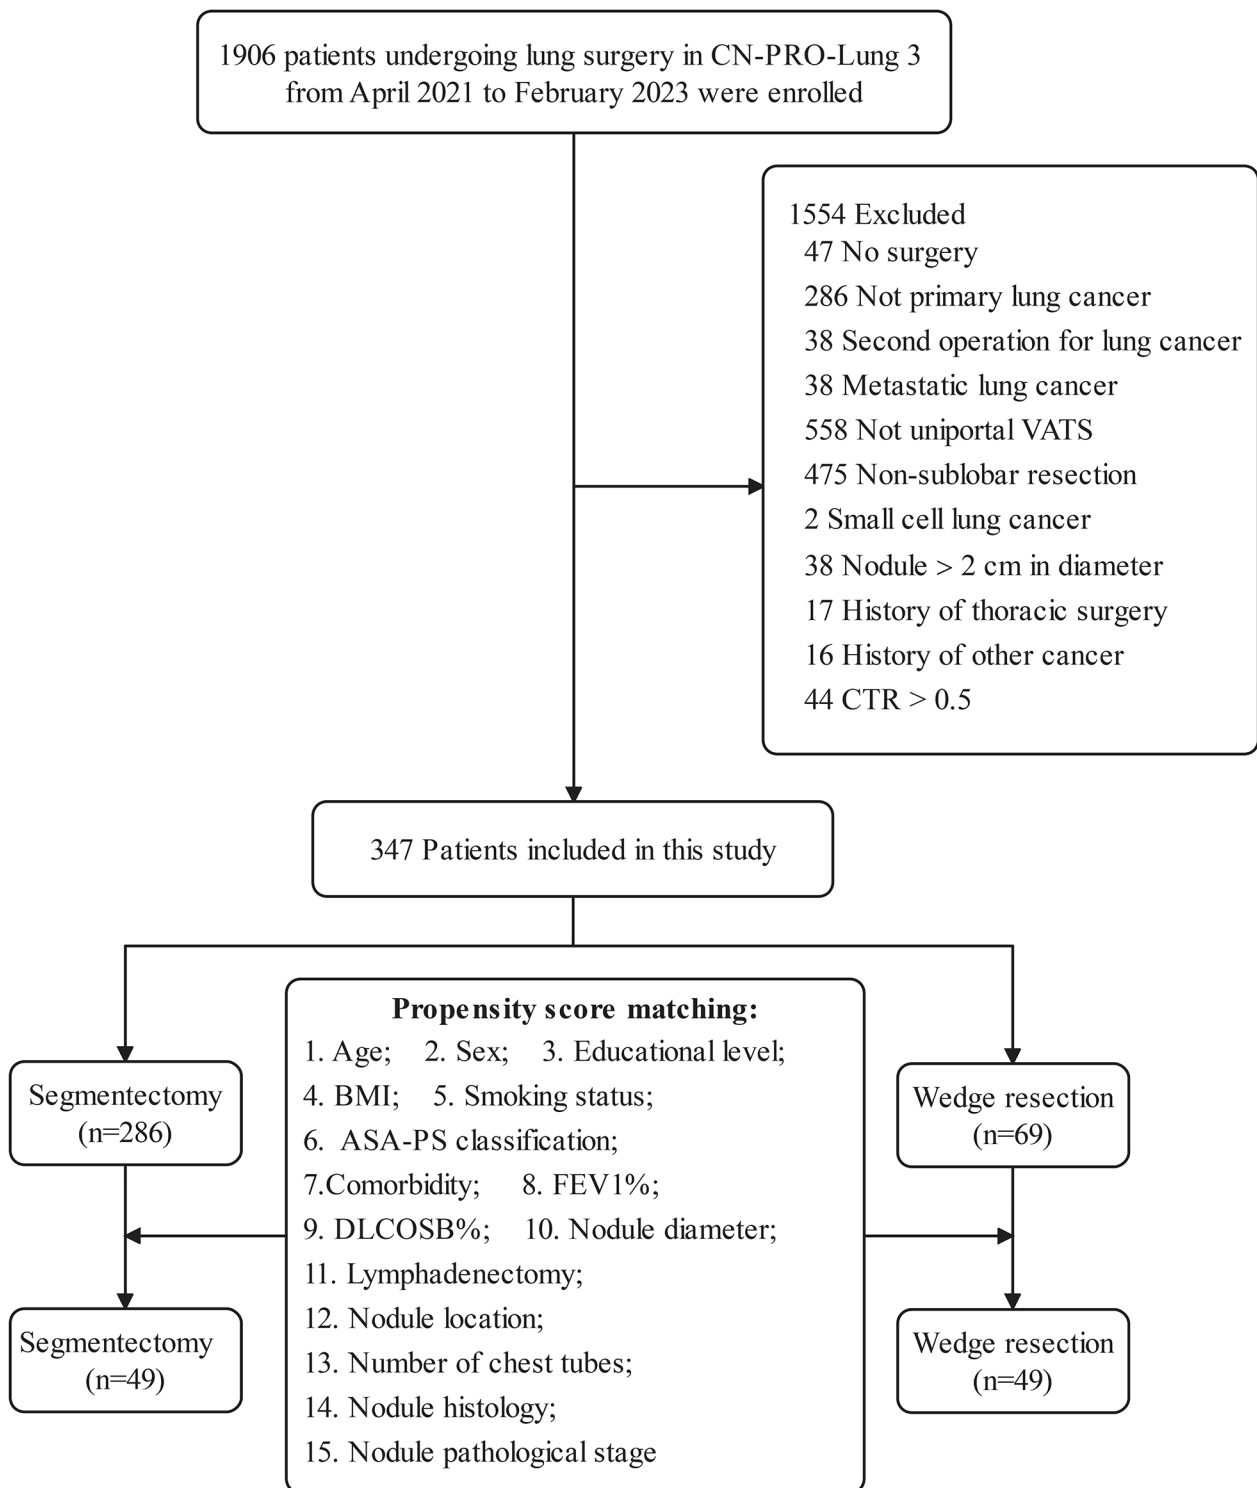 1906 patients undergoing lung surgery in CN-PRO-Lung 3
from April 2021 to February 2023 were enrolled
1554 Excluded
47 No surgery
286 Not primary lung cancer
38 Second operation for lung cancer
38 Metastatic lung cancer
558 Not uniportal VATS
475 Non-sublobar resection
2 Small cell lung cancer
38 Nodule > 2 cm in diameter
17 History of thoracic surgery
16 History of other cancer
44 CTR > 0.5
347 Patients included in this study
Propensity score matching:
1. Age; 2. Sex; 3. Educational level;
4. BMI; 5. Smoking status;
6. ASA-PS classification;
7.Comorbidity; 8. FEV1%;
9. DLCOSB%; 10. Nodule diameter;
11. Lymphadenectomy;
12. Nodule location;
13. Number of chest tubes;
14. Nodule histology;
15. Nodule pathological stage
Segmentectomy
(n=286)
Wedge resection
(n=69)
Segmentectomy
(n=49)
Wedge resection
(n=49)